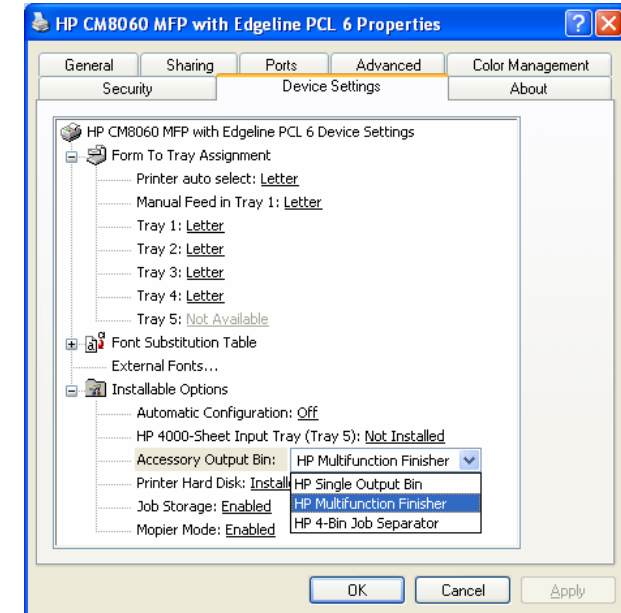 HP CM8060 MFP with Edgeline PCL 6 Properties
General Sharing Ports Advanced Color Management
Security Device Settings About
HP CM8060 MFP with Edgeline PCL 6 Device Settings
Form To Tray Assignment
Printer auto select: Letter
Manual Feed in Tray 1: Letter
Tray 1: Letter
Tray 2: Letter
Tray 3: Letter
Tray 4: Letter
Tray 5: Not Available
Font Substitution Table
External Fonts...
Installable Options
Automatic Configuration: Off
HP 4000-Sheet Input Tray (Tray 5): Not Installed
Accessory Output Bin: HP Multifunction Finisher
Printer Hard Disk: HP Single Output Bin
Job Storage: Enabled HP Multifunction Finisher
HP 4-Bin Job Separator
Mopier Mode: Enabled
OK Cancel Apply